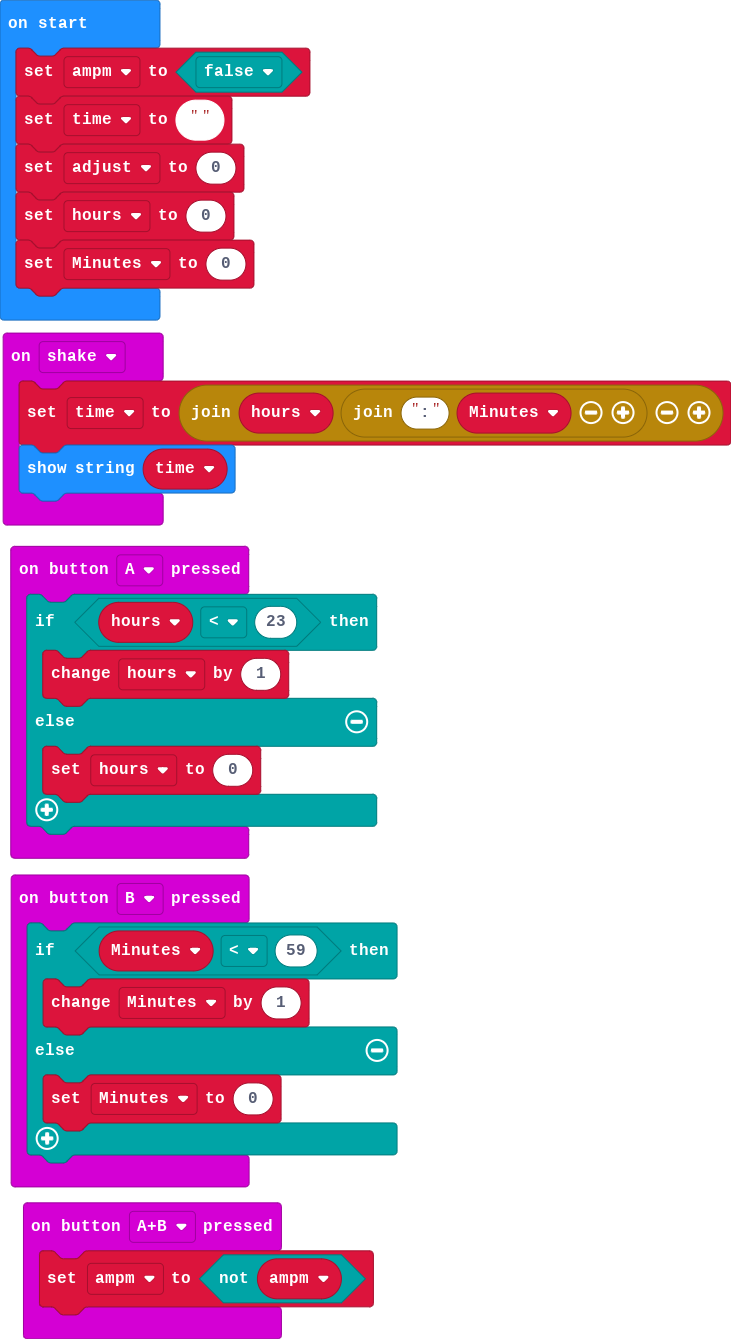 on start
set ampm to false
set time to " "
set adjust to 0
set hours to 0
set Minutes to 0
on shake
set time to join hours join ":" Minutes
show string time
on button A pressed
if hours < 23 then
change hours by 1
else
set hours to 0
on button B pressed
if Minutes < 59 then
change Minutes by 1
else
set Minutes to 0
on button A+B pressed
set ampm to not ampm